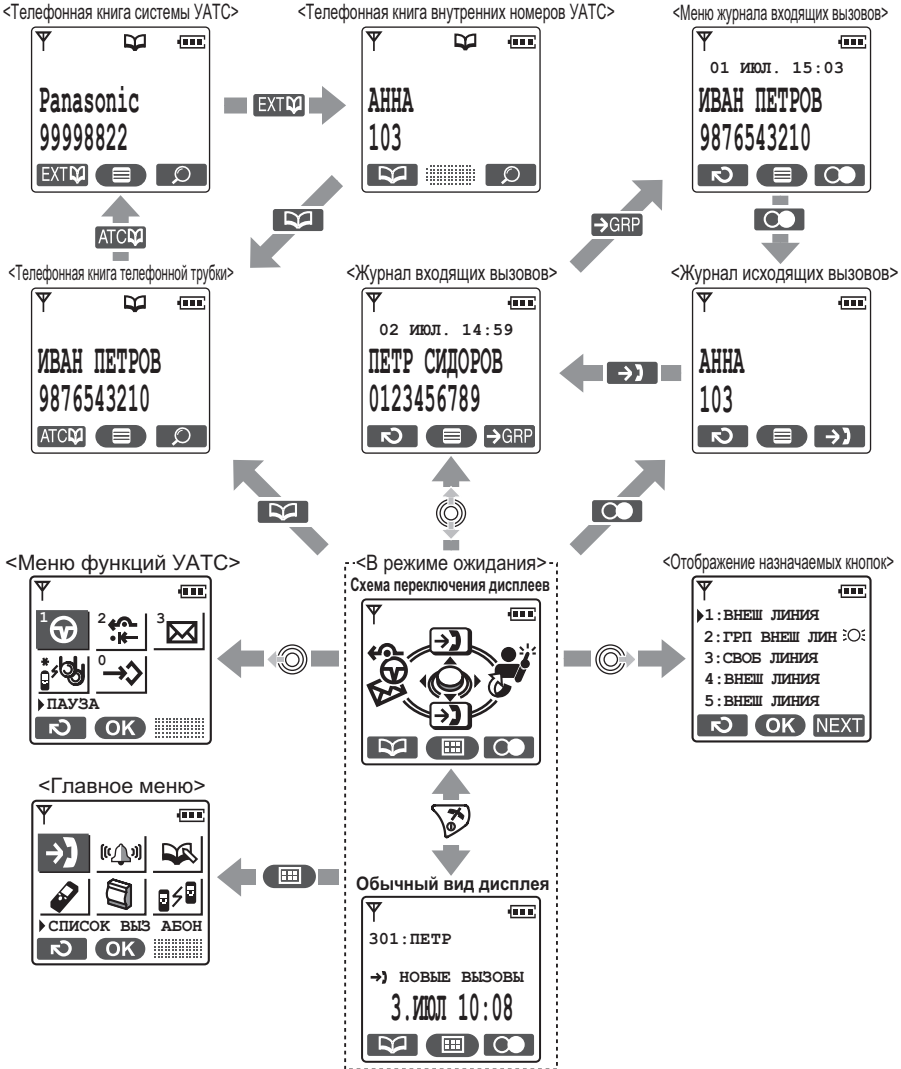 <Телефонная книга системы УАТС>
Panasonic
99998822
EXT
EXT
<Телефонная книга внутренних номеров УАТС>
АННА
103
<Меню журнала входящих вызовов>
01 ИЮЛ. 15:03
ИВАН ПЕТРОВ
9876543210
ATC
→GRP
<Телефонная книга телефонной трубки>
ИВАН ПЕТРОВ
9876543210
ATC
<Журнал входящих вызовов>
02 ИЮЛ. 14:59
ПЕТР СИДОРОВ
0123456789
→GRP
<Журнал исходящих вызовов>
АННА
103
<Меню функций УАТС>
1
2
3
*
0
ПАУЗА
OK
<В режиме ожидания>
Схема переключения дисплеев
<Отображение назначаемых кнопок>
1:ВНЕШ ЛИНИЯ
2:ГРП ВНЕШ ЛИН
3:СВОБ ЛИНИЯ
4:ВНЕШ ЛИНИЯ
5:ВНЕШ ЛИНИЯ
OK NEXT
<Главное меню>
СПИСОК ВЫЗ АБОН
OK
Обычный вид дисплея
301:ПЕТР
НОВЫЕ ВЫЗОВЫ
3.ИЮЛ 10:08